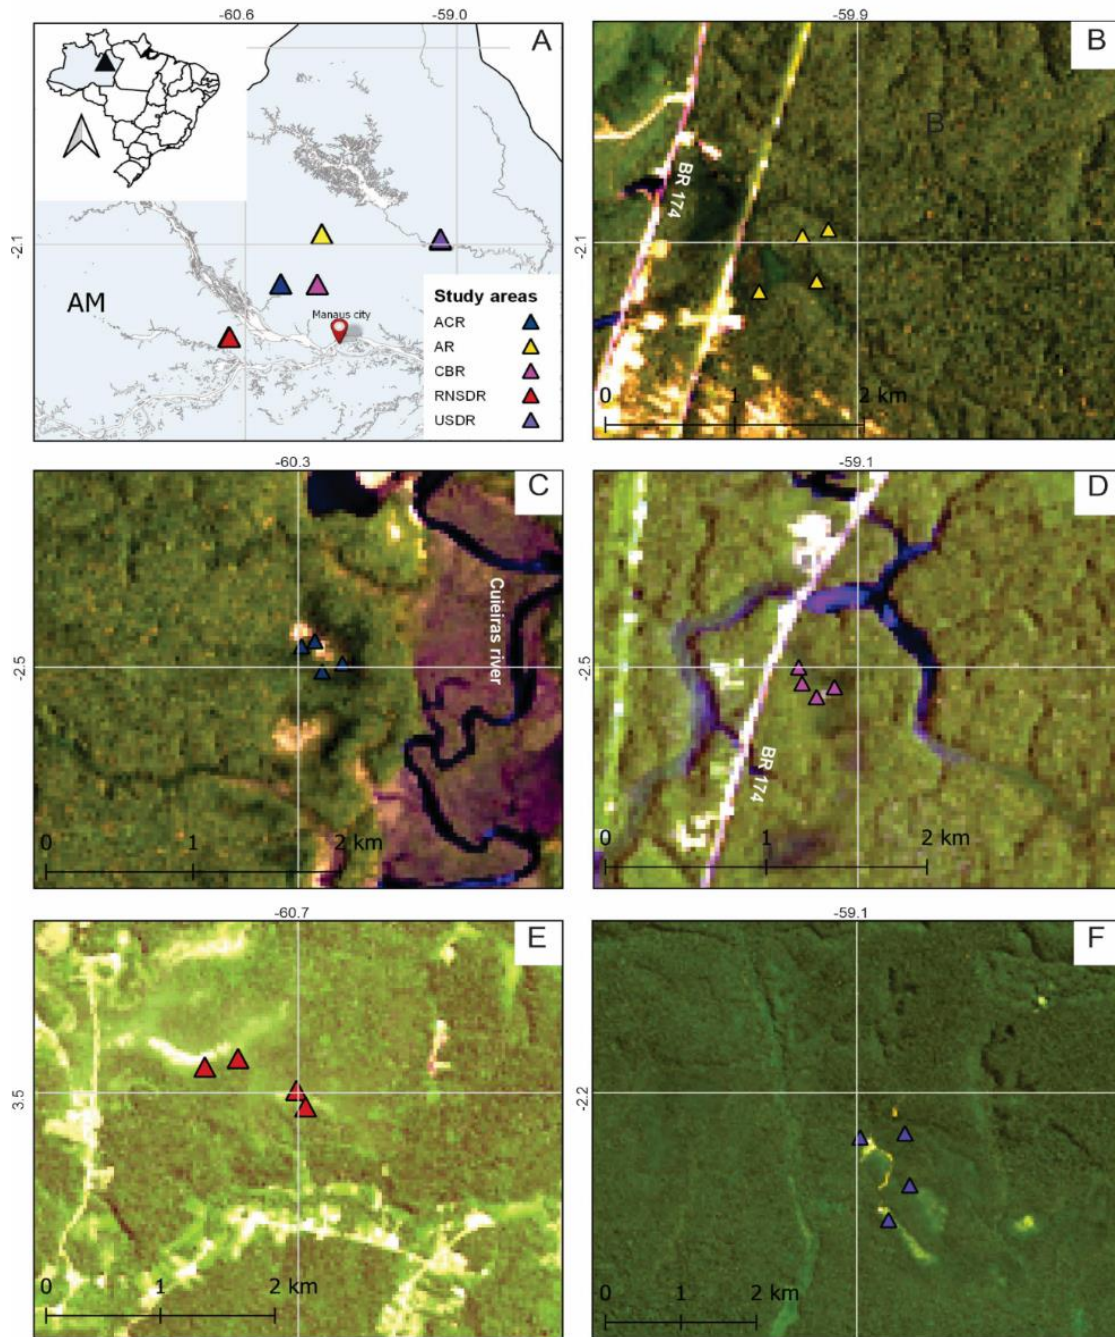 -60.6
-59.0
A
-2.1
AM
Manaus city
Study areas
ACR
AR
CBR
RNSDR
USDR
-59.9
B
B
BR 174
-2.1
0 1 2 km
-60.3
C
-2.5
Cuieiras river
0 1 2 km
-59.1
D
-2.5
BR 174
0 1 2 km
-60.7
E
3.5
0 1 2 km
-59.1
F
-2.2
0 1 2 km